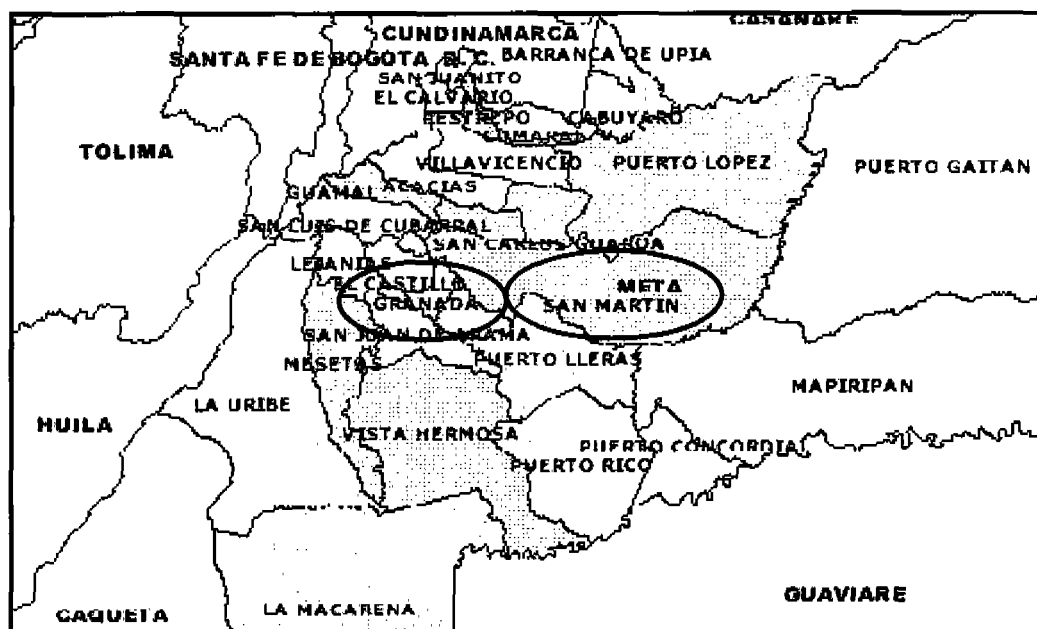 CASANARE
CUNDINAMARCA
SANTA FE DE BOGOTA D.C.
BARRANCA DE UPIA
SAN JUANITO
EL CALVARIO
RESTREPO
CABUYARO
CUMARAL
TOLIMA
VILLAVICENCIO
PUERTO LOPEZ
PUERTO GAITAN
GUAMAL
ACACIAS
SAN LUIS DE CUBARRAL
SAN CARLOS GUAROA
LEJANIAS
EL CASTILLO
META
GRANADA
SAN MARTIN
SAN JUAN DE ARAMA
MESETAS
PUERTO LLERAS
MAPIRIPAN
LA URIBE
HUILA
VISTA HERMOSA
PUERTO CONCORDIA
PUERTO RICO
GUAVIARE
CAQUETA
LA MACARENA